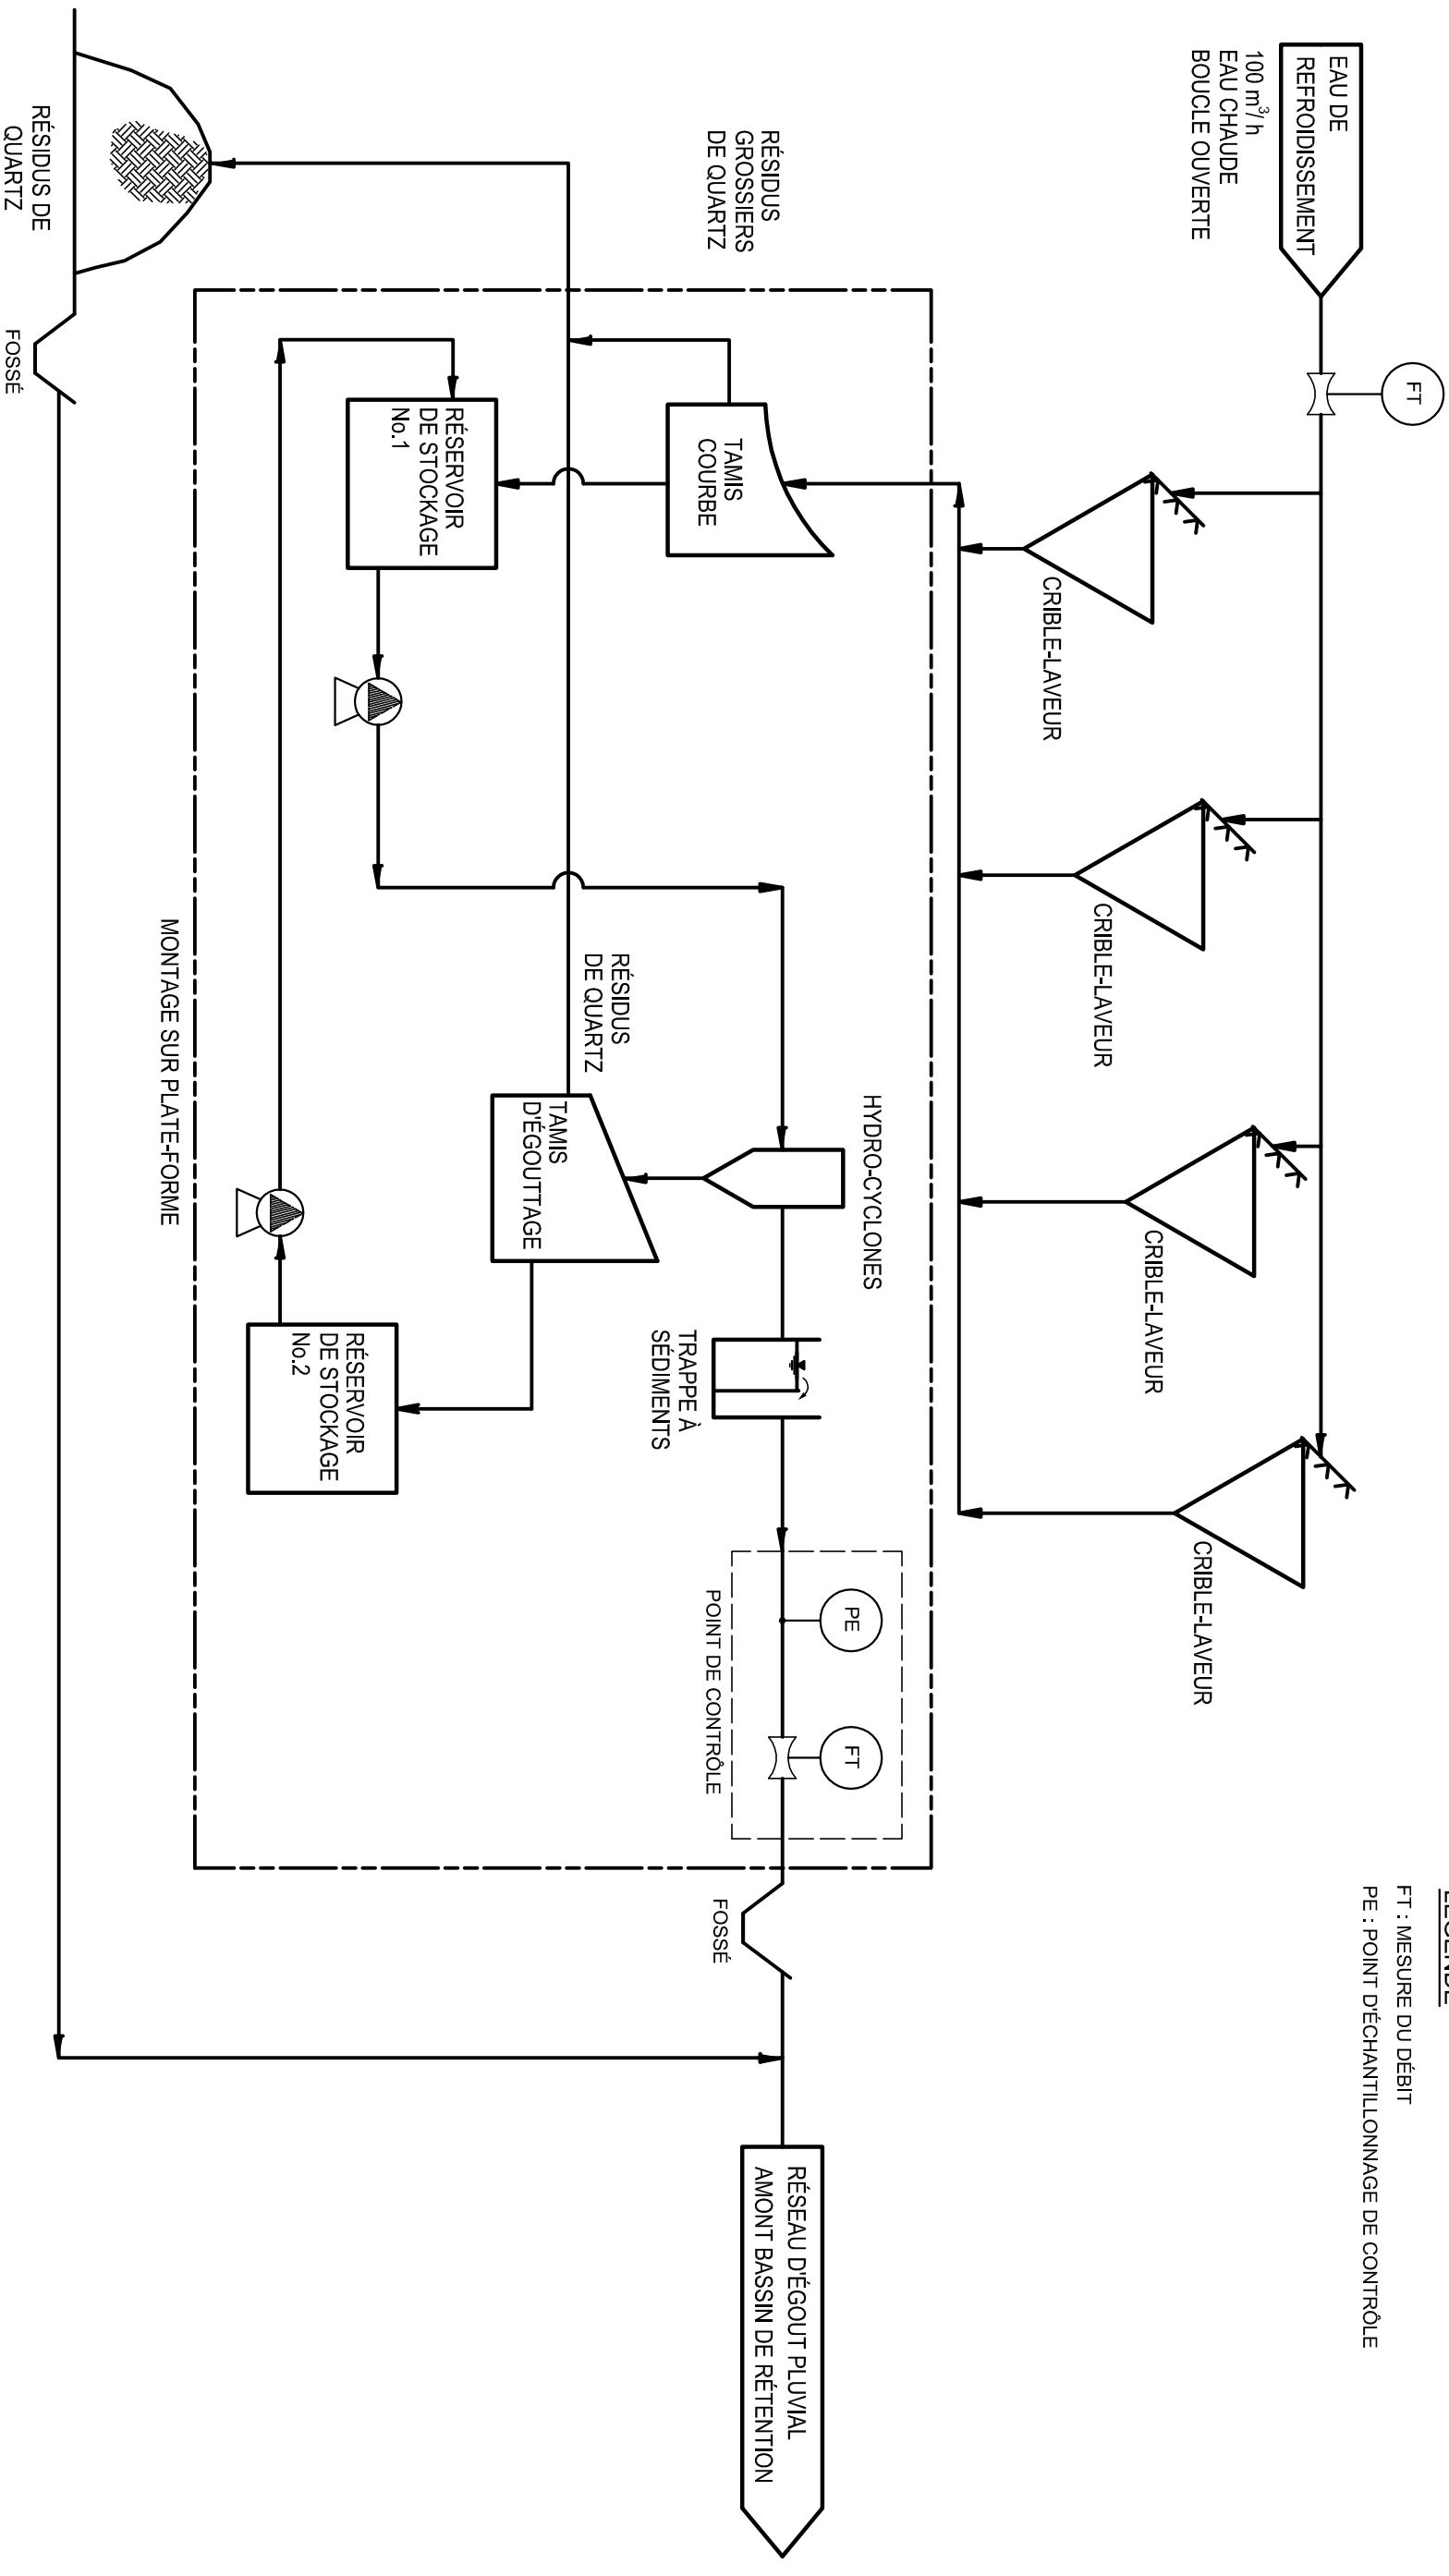 EAU DE
REFROIDISSEMENT
100 m³/ h
EAU CHAUDE
BOUCLE OUVERTE
FT
CRIBLE-LAVEUR
CRIBLE-LAVEUR
CRIBLE-LAVEUR
CRIBLE-LAVEUR
LÉGENDE
FT : MESURE DU DÉBIT
PE : POINT D'ÉCHANTILLONNAGE DE CONTRÔLE
RÉSIDUS
GROSSIERS
DE QUARTZ
TAMIS
COURBE
HYDRO-CYCLONES
TRAPPE À
SÉDIMENTS
PE
FT
POINT DE CONTRÔLE
FOSSÉ
RÉSEAU D'ÉGOUT PLUVIAL
AMONT BASSIN DE RÉTENTION
RÉSIDUS
DE QUARTZ
TAMIS
D'ÉGOUTTAGE
RÉSERVOIR
DE STOCKAGE
No.1
RÉSERVOIR
DE STOCKAGE
No.2
MONTAGE SUR PLATE-FORME
RÉSIDUS DE
QUARTZ
FOSSÉ